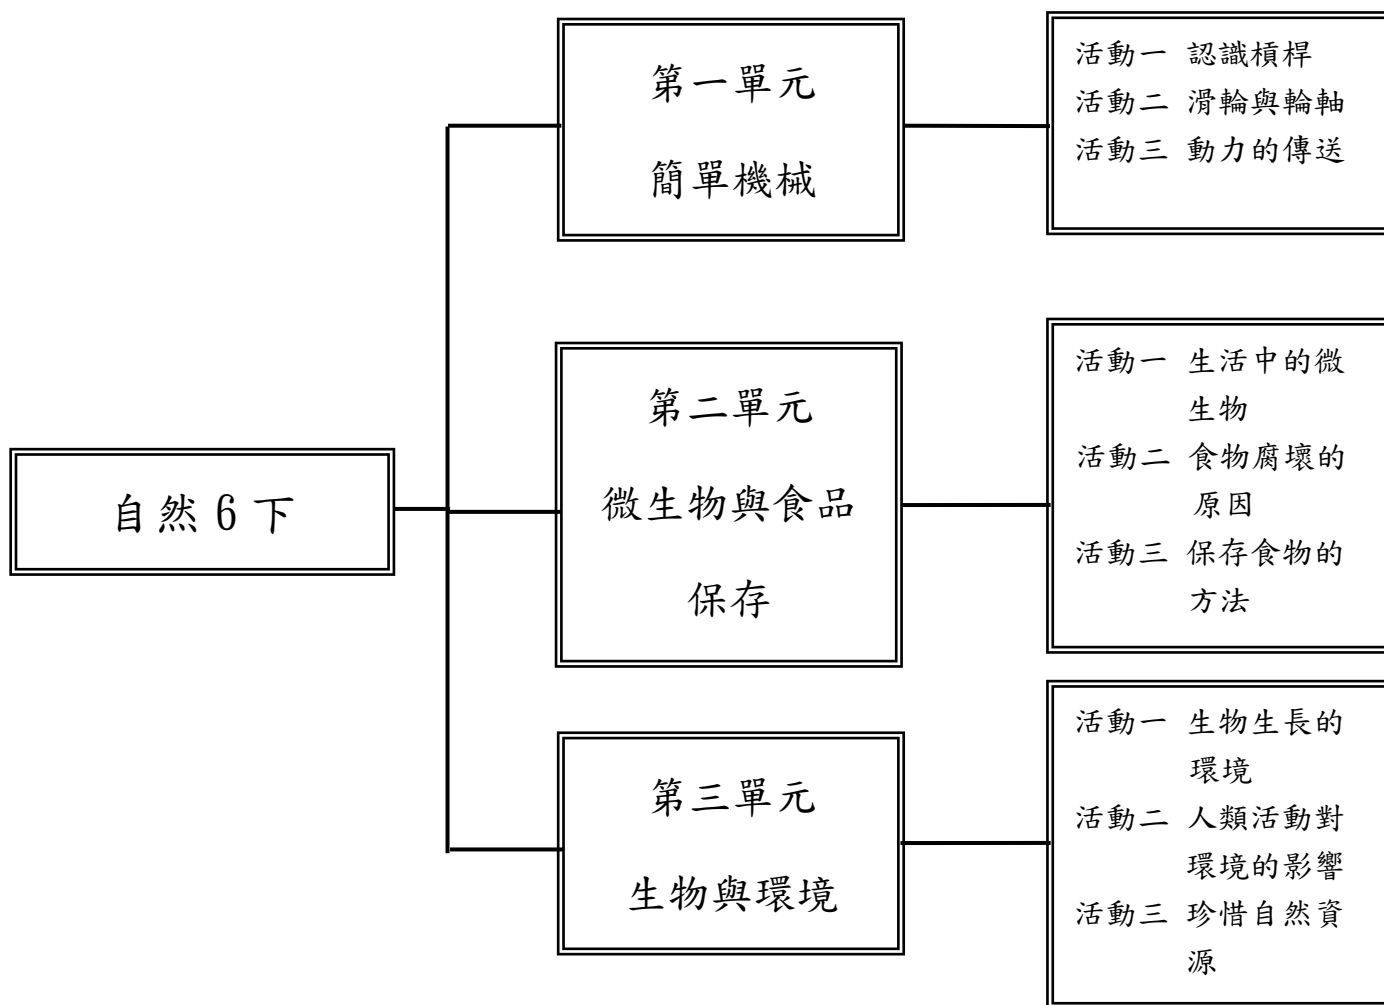 自然6下
第一單元
簡單機械
活動一 認識槓桿
活動二 滑輪與輪軸
活動三 動力的傳送
第二單元
微生物與食品
保存
活動一 生活中的微
生物
活動二 食物腐壞的
原因
活動三 保存食物的
方法
第三單元
生物與環境
活動一 生物生長的
環境
活動二 人類活動對
環境的影響
活動三 珍惜自然資
源